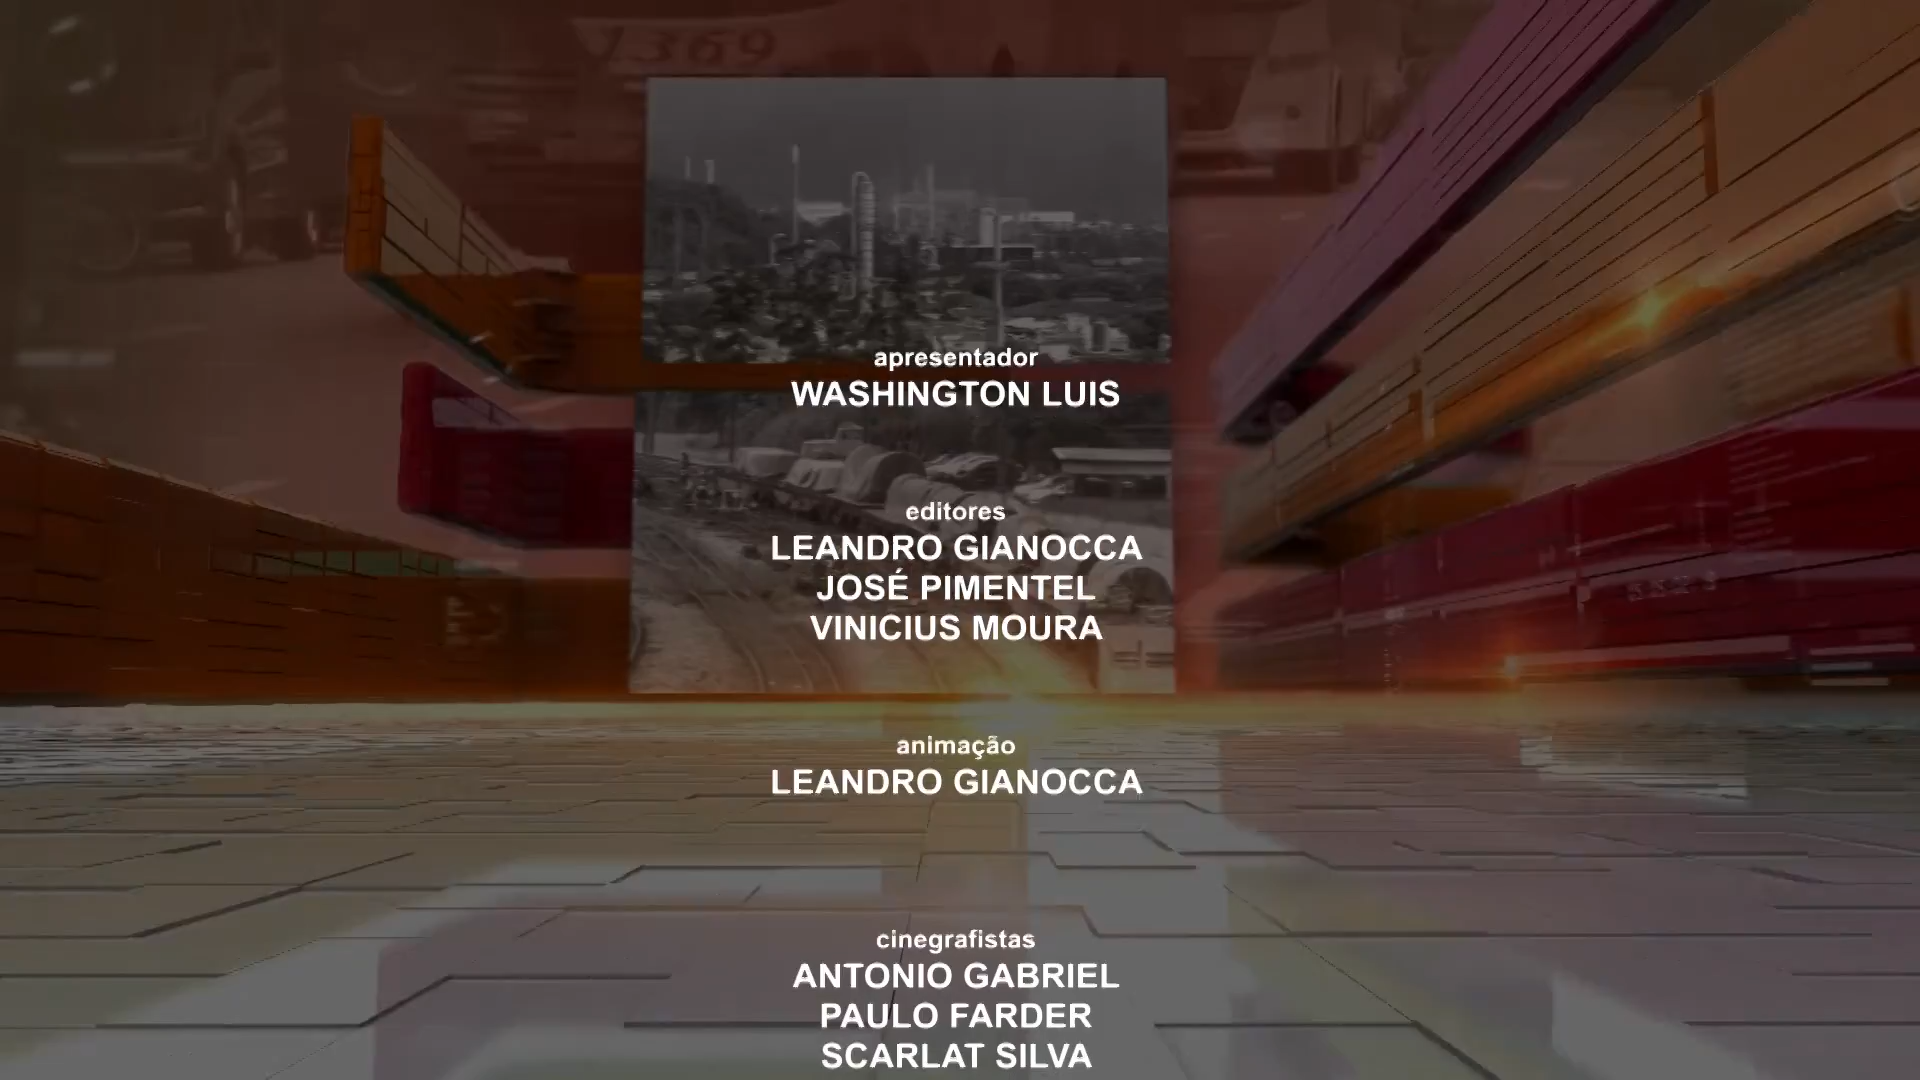 1369
apresentador
WASHINGTON LUIS
editores
LEANDRO GIANOCCA
JOSÉ PIMENTEL
VINICIUS MOURA
animação
LEANDRO GIANOCCA
cinegrafistas
ANTONIO GABRIEL
PAULO FARDER
SCARLAT SILVA